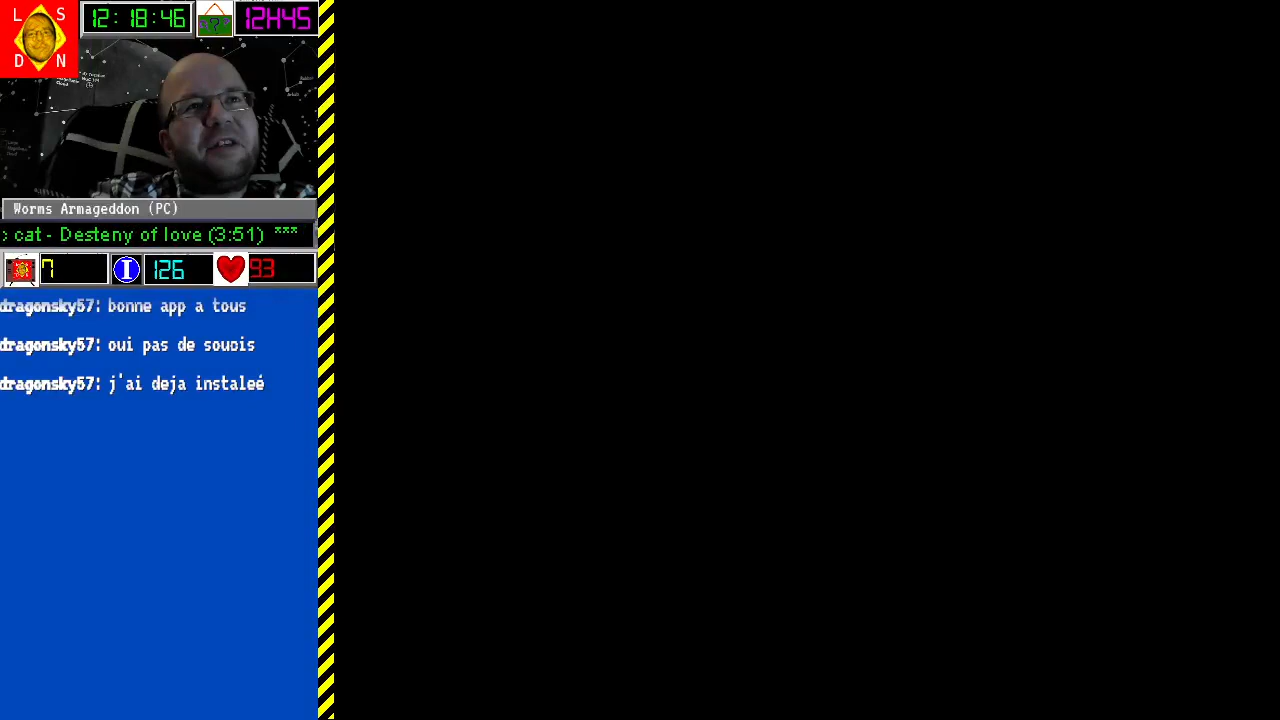 L S
D N
12:18:46
12H45
Worms Armageddon (PC)
cat - Desteny of love (3:51) ***
7
126
93
dragonsky57: bonne app a tous
dragonsky57: oui pas de soucis
dragonsky57: j'ai deja instaleé